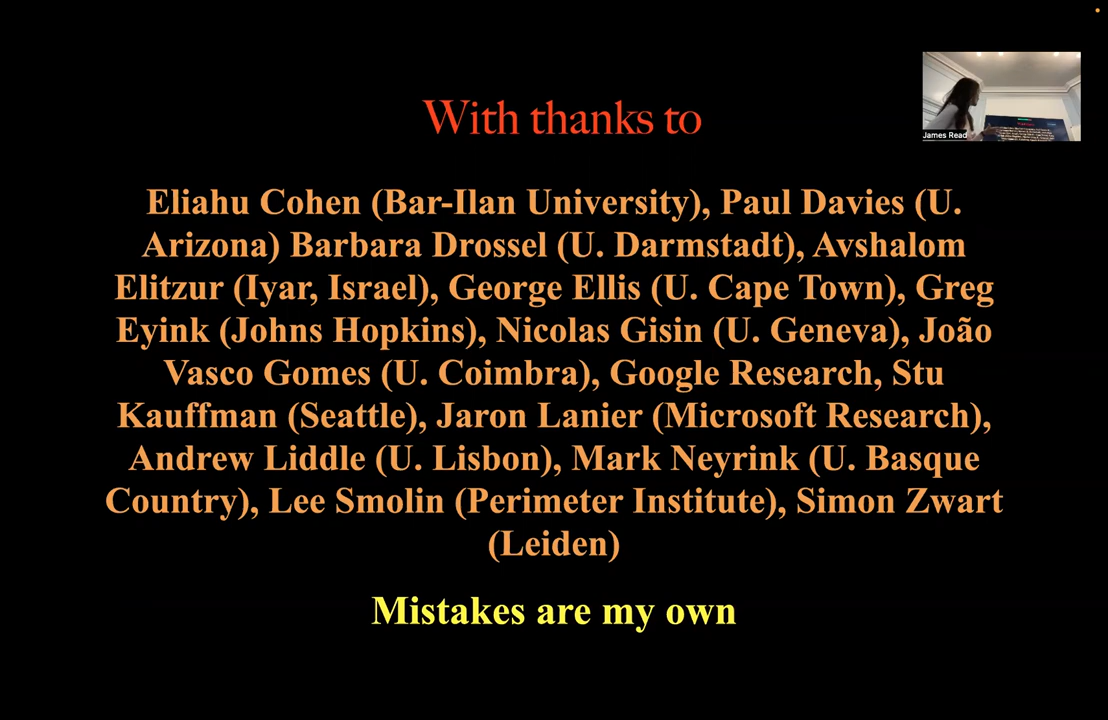 With thanks to
James Read
Eliahu Cohen (Bar-Ilan University), Paul Davies (U.
Arizona) Barbara Drossel (U. Darmstadt), Avshalom
Elitzur (Iyar, Israel), George Ellis (U. Cape Town), Greg
Eyink (Johns Hopkins), Nicolas Gisin (U. Geneva), João
Vasco Gomes (U. Coimbra), Google Research, Stu
Kauffman (Seattle), Jaron Lanier (Microsoft Research),
Andrew Liddle (U. Lisbon), Mark Neyrink (U. Basque
Country), Lee Smolin (Perimeter Institute), Simon Zwart
(Leiden)
Mistakes are my own